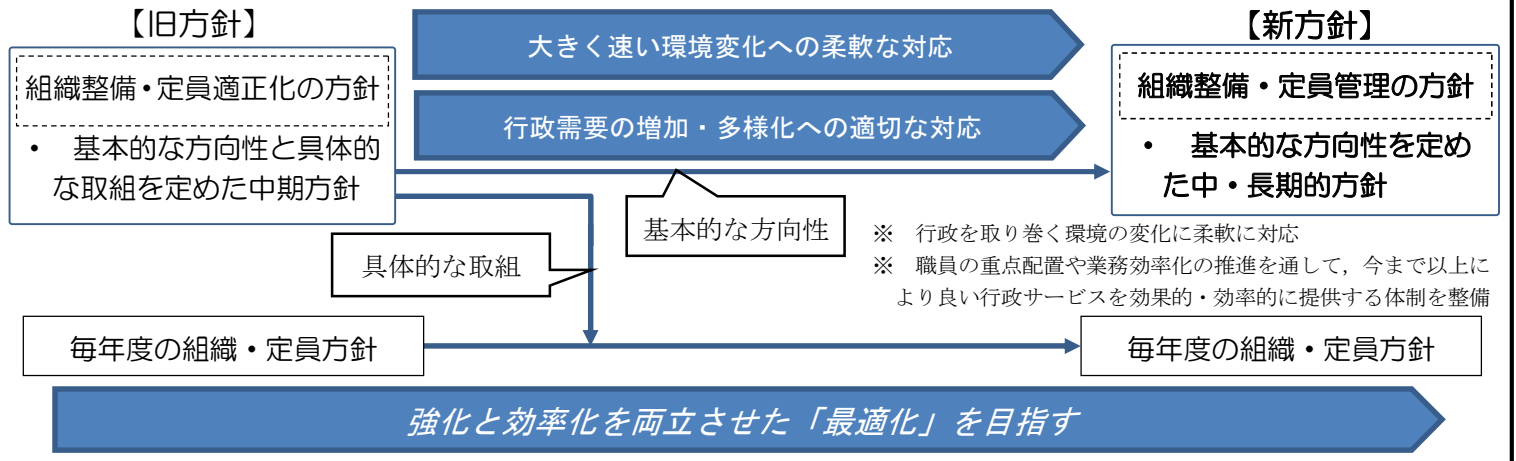 【旧方針】
組織整備・定員適正化の方針
・ 基本的な方向性と具体的
な取組を定めた中期方針
大きく速い環境変化への柔軟な対応
行政需要の増加・多様化への適切な対応
【新方針】
組織整備・定員管理の方針
・ 基本的な方向性を定め
た中・長期的方針
基本的な方向性
具体的な取組
※ 行政を取り巻く環境の変化に柔軟に対応
※ 職員の重点配置や業務効率化の推進を通して，今まで以上に
より良い行政サービスを効果的・効率的に提供する体制を整備
毎年度の組織・定員方針
毎年度の組織・定員方針
強化と効率化を両立させた「最適化」を目指す